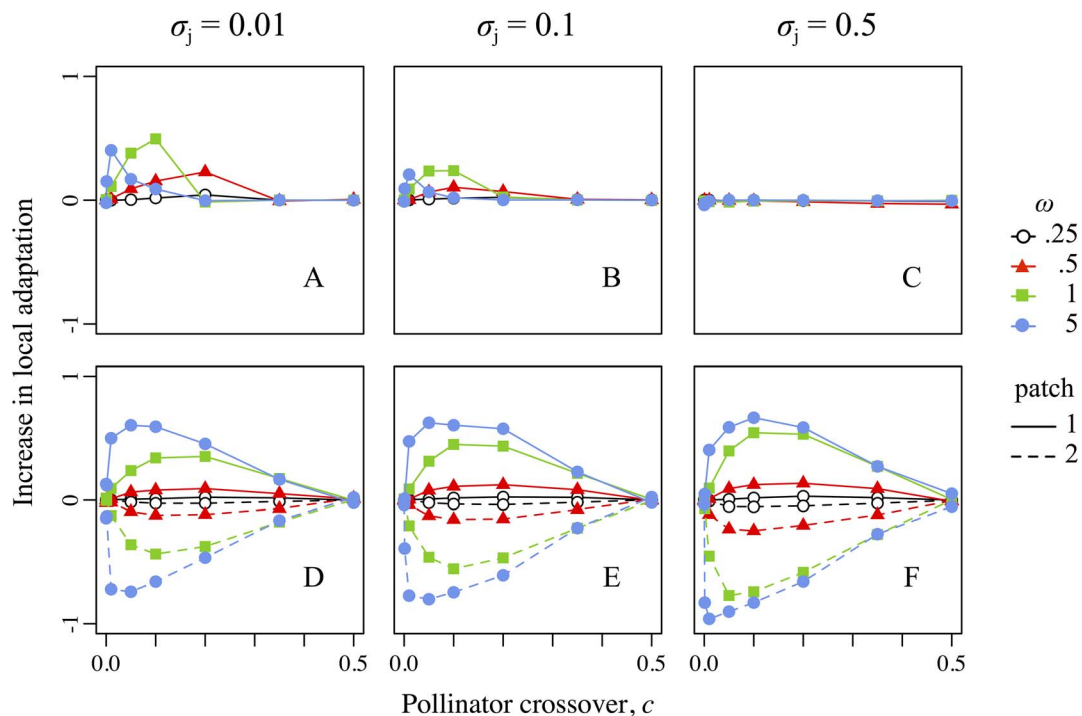 σj = 0.01 σj = 0.1 σj = 0.5
Increase in local adaptation
1
0
-1
A
B
C
ω
.25
.5
1
5
patch
1
2
1
0
-1
D
E
F
0.0 0.5 0.0 0.5 0.0 0.5
Pollinator crossover, c